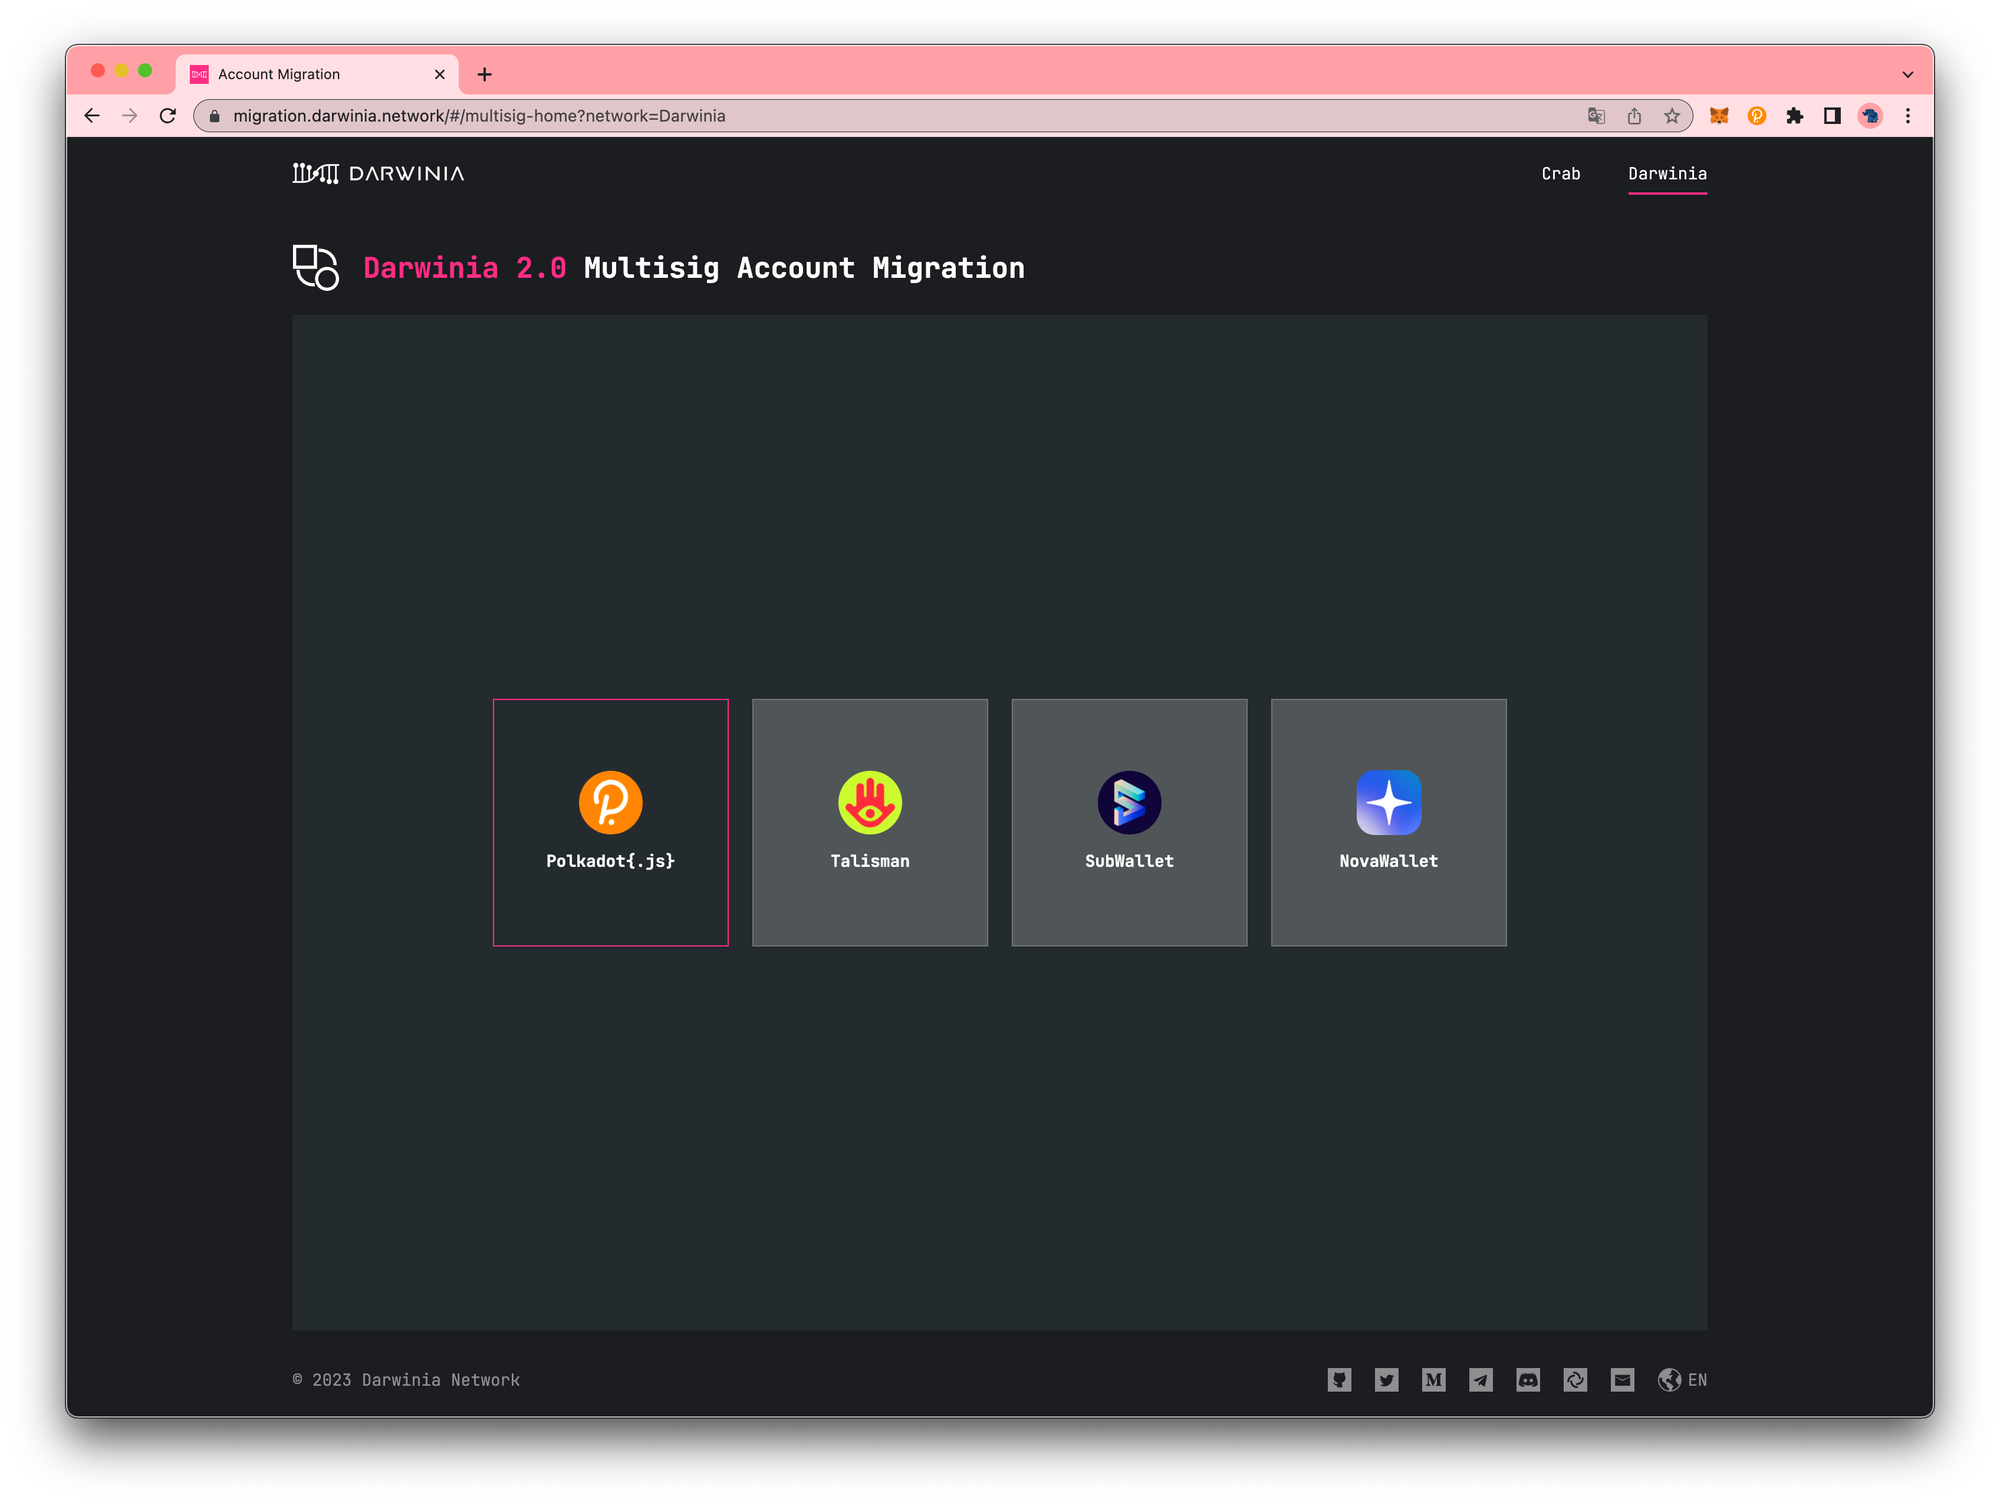 Account Migration
migration.darwinia.network/#/multisig-home?network=Darwinia
DARWINIA
Crab
Darwinia
Darwinia 2.0 Multisig Account Migration
Polkadot{.js}
Talisman
SubWallet
NovaWallet
© 2023 Darwinia Network
EN